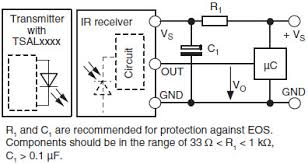 Transmitter
with
TSALxxxx
IR receiver
Circuit
R1
VS
+ VS
C1
µC
OUT
VO
GND
GND
R1 and C1 are recommended for protection against EOS.
Components should be in the range of 33 Ω < R1 < 1 kΩ,
C1 > 0.1 µF.